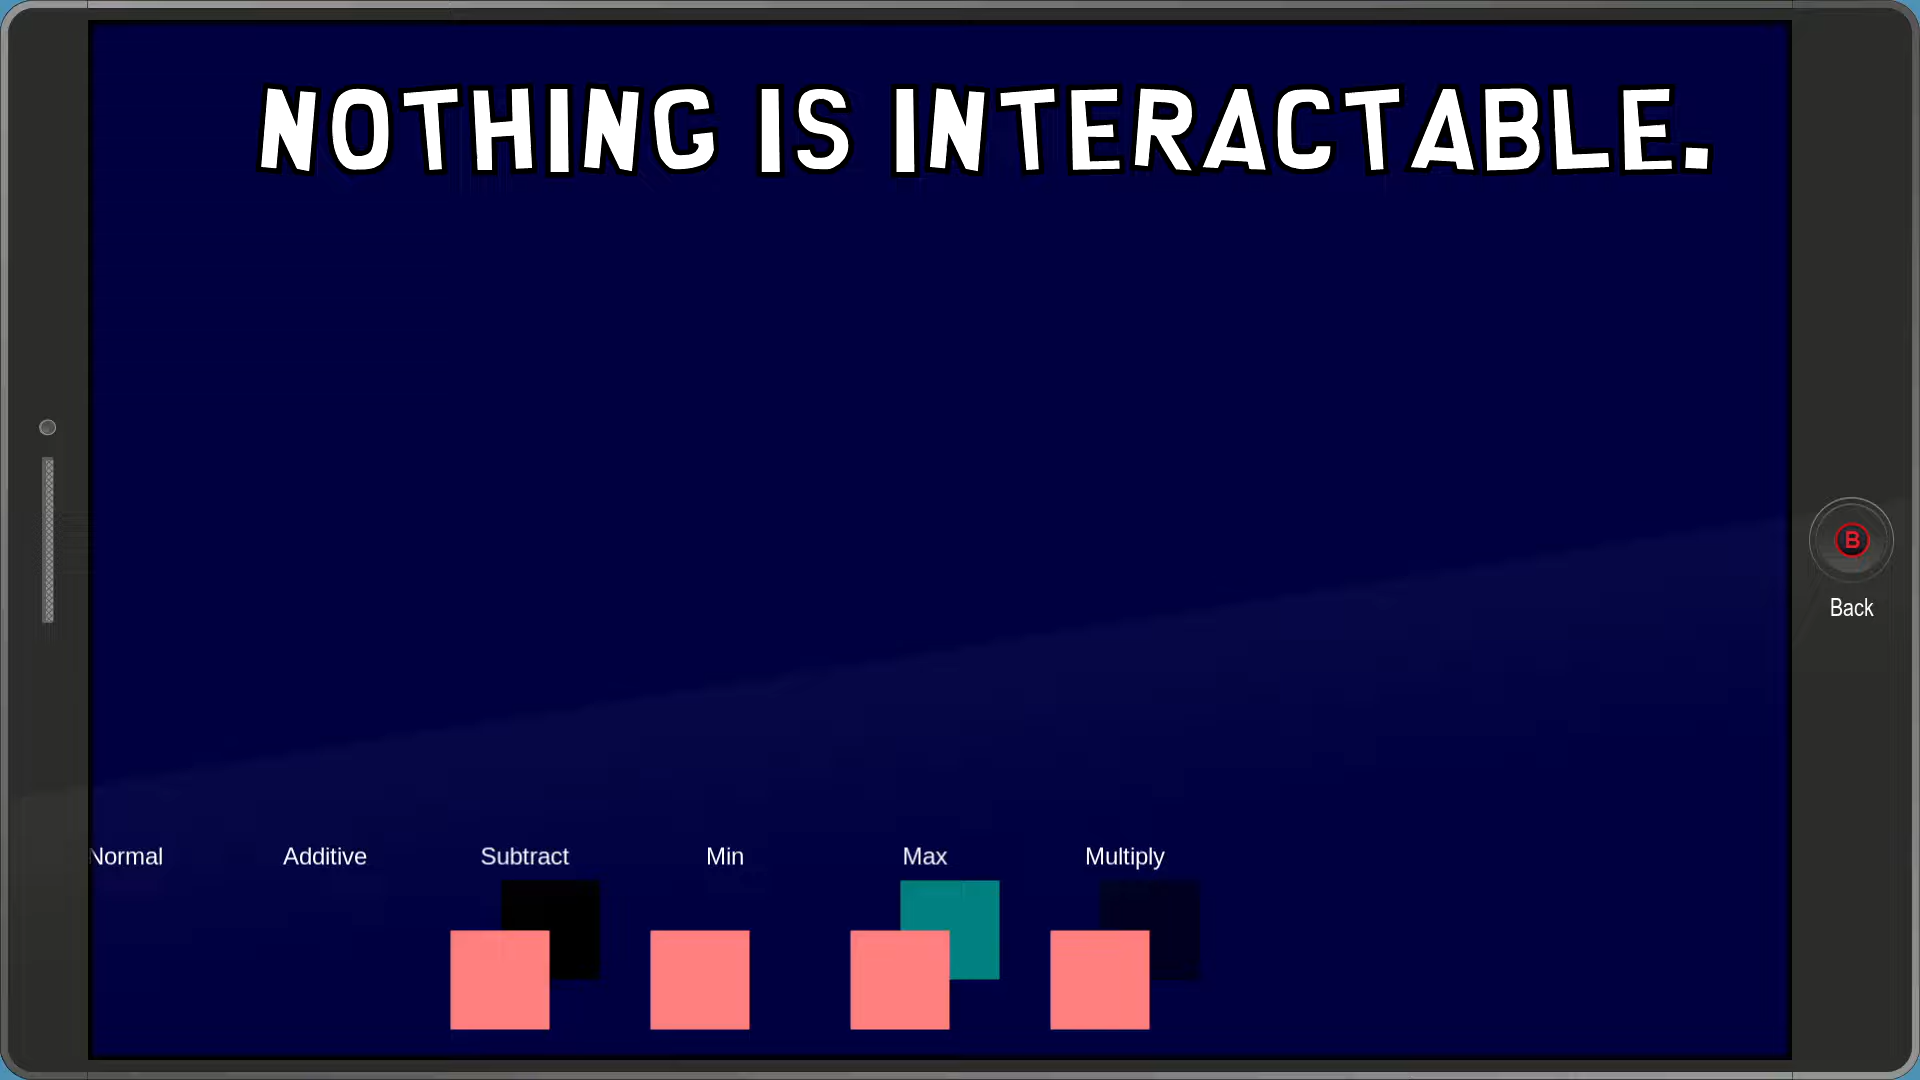 NOTHING IS INTERACTABLE.
B
Back
Normal Additive Subtract Min Max Multiply